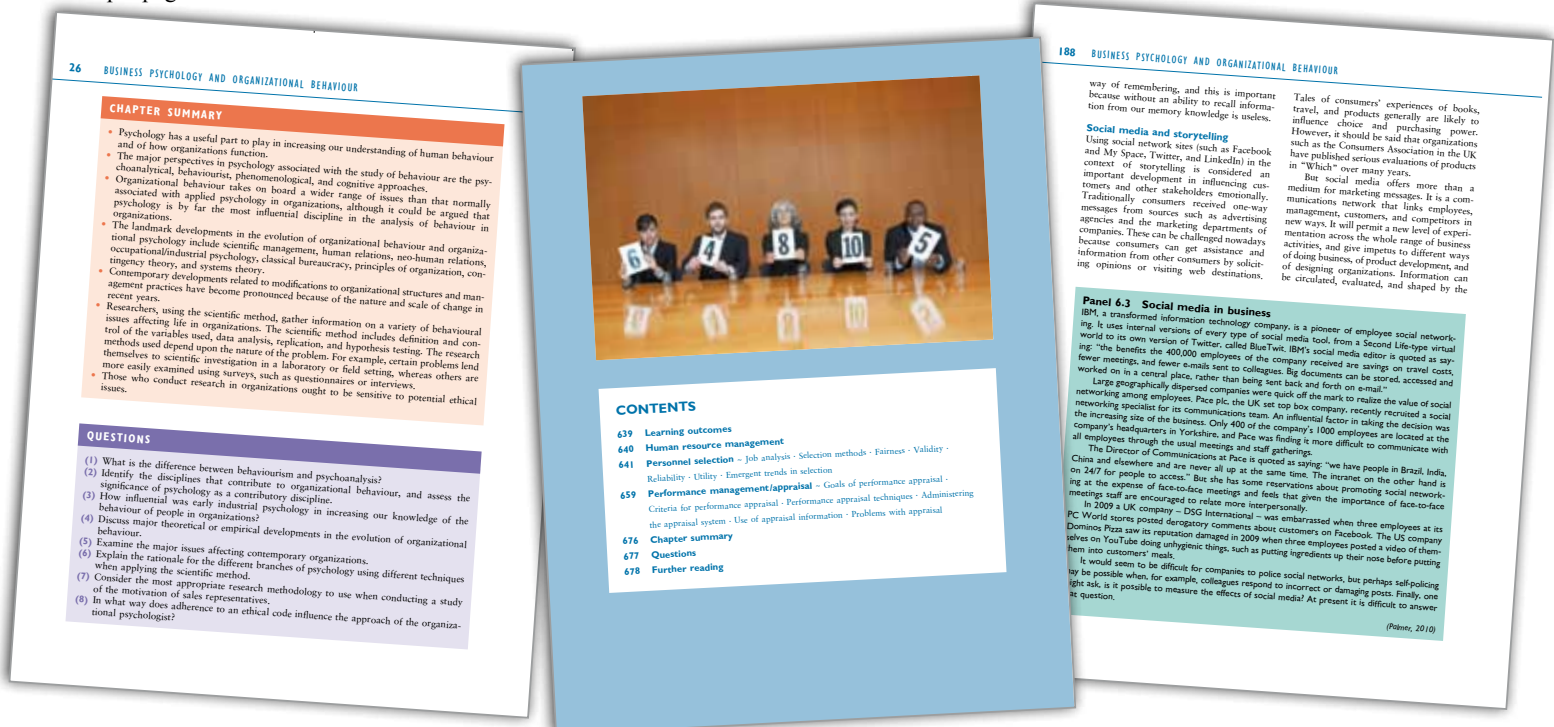 26 BUSINESS PSYCHOLOGY AND ORGANIZATIONAL BEHAVIOUR
CHAPTER SUMMARY
• Psychology has a useful part to play in increasing our understanding of human behaviour
and of how organizations function.
• The major perspectives in psychology associated with the study of behaviour are the psy-
choanalytical, behaviourist, phenomenological, and cognitive approaches.
• Organizational behaviour takes on board a wider range of issues than that normally
associated with applied psychology in organizations, although it could be argued that
psychology is by far the most influential discipline in the analysis of behaviour in
organizations.
• The landmark developments in the evolution of organizational behaviour and organiza-
tional psychology include scientific management, human relations, neo-human relations,
occupational/industrial psychology, classical bureaucracy, principles of organization, con-
tingency theory, and systems theory.
• Contemporary developments related to modifications to organizational structures and man-
agement practices have become pronounced because of the nature and scale of change in
recent years.
• Researchers, using the scientific method, gather information on a variety of behavioural
issues affecting life in organizations. The scientific method includes definition and con-
trol of the variables used, data analysis, replication, and hypothesis testing. The research
methods used depend upon the nature of the problem. For example, certain problems lend
themselves to scientific investigation in a laboratory or field setting, whereas others are
more easily examined using surveys, such as questionnaires or interviews.
• Those who conduct research in organizations ought to be sensitive to potential ethical
issues.
QUESTIONS
(1) What is the difference between behaviourism and psychoanalysis?
(2) Identify the disciplines that contribute to organizational behaviour, and assess the
significance of psychology as a contributory discipline.
(3) How influential was early industrial psychology in increasing our knowledge of the
behaviour of people in organizations?
(4) Discuss major theoretical or empirical developments in the evolution of organizational
behaviour.
(5) Examine the major issues affecting contemporary organizations.
(6) Explain the rationale for the different branches of psychology using different techniques
when applying the scientific method.
(7) Consider the most appropriate research methodology to use when conducting a study
of the motivation of sales representatives.
(8) In what way does adherence to an ethical code influence the approach of the organiza-
tional psychologist?
6 4 8 10 5
CONTENTS
639 Learning outcomes
640 Human resource management
641 Personnel selection – Job analysis · Selection methods · Fairness · Validity ·
Reliability · Utility · Emergent trends in selection
659 Performance management/appraisal – Goals of performance appraisal ·
Criteria for performance appraisal · Performance appraisal techniques · Administering
the appraisal system · Use of appraisal information · Problems with appraisal
676 Chapter summary
677 Questions
678 Further reading
188 BUSINESS PSYCHOLOGY AND ORGANIZATIONAL BEHAVIOUR
way of remembering, and this is important
because without an ability to recall informa-
tion from our memory knowledge is useless.
Social media and storytelling
Using social network sites (such as Facebook
and My Space, Twitter, and LinkedIn) in the
context of storytelling is considered an
important development in influencing cus-
tomers and other stakeholders emotionally.
Traditionally consumers received one-way
messages from sources such as advertising
agencies and the marketing departments of
companies. These can be challenged nowadays
because consumers can get assistance and
information from other consumers by solicit-
ing opinions or visiting web destinations.
Tales of consumers' experiences of books,
travel, and products generally are likely to
influence choice and purchasing power.
However, it should be said that organizations
such as the Consumers Association in the UK
have published serious evaluations of products
in "Which" over many years.
But social media offers more than a
medium for marketing messages. It is a com-
munications network that links employees,
management, customers, and competitors in
new ways. It will permit a new level of experi-
mentation across the whole range of business
activities, and give impetus to different ways
of doing business, of product development, and
of designing organizations. Information can
be circulated, evaluated, and shaped by the
Panel 6.3 Social media in business
IBM, a transformed information technology company, is a pioneer of employee social network-
ing. It uses internal versions of every type of social media tool, from a Second Life-type virtual
world to its own version of Twitter, called BlueTwit. IBM's social media editor is quoted as say-
ing: "the benefits the 400,000 employees of the company received are savings on travel costs,
fewer meetings, and fewer e-mails sent to colleagues. Big documents can be stored, accessed and
worked on in a central place, rather than being sent back and forth on e-mail."
Large geographically dispersed companies were quick off the mark to realize the value of social
networking among employees. Pace plc, the UK set top box company, recently recruited a social
networking specialist for its communications team. An influential factor in taking the decision was
the increasing size of the business. Only 400 of the company's 1000 employees are located at the
company's headquarters in Yorkshire, and Pace was finding it more difficult to communicate with
all employees through the usual meetings and staff gatherings.
The Director of Communications at Pace is quoted as saying: "we have people in Brazil, India,
China and elsewhere and are never all up at the same time. The intranet on the other hand is
on 24/7 for people to access." But she has some reservations about promoting social network-
ing at the expense of face-to-face meetings and feels that given the importance of face-to-face
meetings staff are encouraged to relate more interpersonally.
In 2009 a UK company – DSG International – was embarrassed when three employees at its
PC World stores posted derogatory comments about customers on Facebook. The US company
Dominos Pizza saw its reputation damaged in 2009 when three employees posted a video of them-
selves on YouTube doing unhygienic things, such as putting ingredients up their nose before putting
them into customers' meals.
It would seem to be difficult for companies to police social networks, but perhaps self-policing
may be possible when, for example, colleagues respond to incorrect or damaging posts. Finally, one
ight ask, is it possible to measure the effects of social media? At present it is difficult to answer
at question.
(Palmer, 2010)